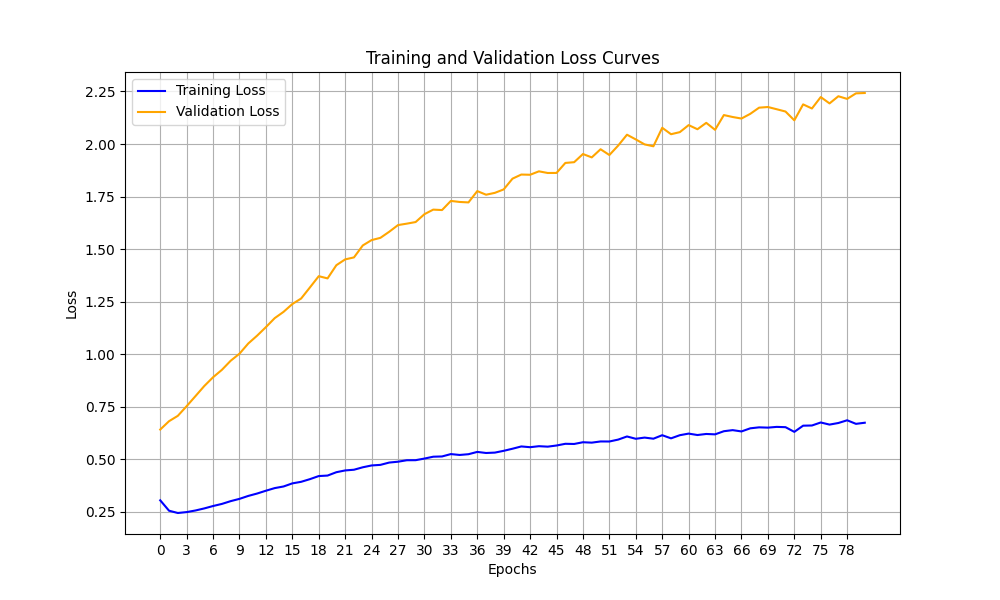 Training and Validation Loss Curves
Training Loss
Validation Loss
2.25
2.00
1.75
1.50
1.25
1.00
0.75
0.50
0.25
Loss
0 3 6 9 12 15 18 21 24 27 30 33 36 39 42 45 48 51 54 57 60 63 66 69 72 75 78
Epochs